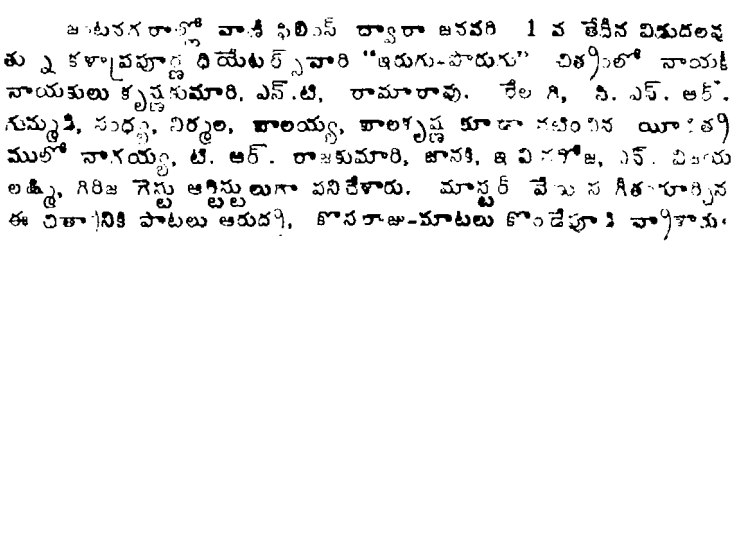 జంటనగరాల్లో వాణి ఫిలిమ్స్ ద్వారా జనవరి 1 వ తేకీన విడుదలవ
తున్న కళాప్రపూర్ణ థియేటర్స్ వారి "ఇరుగు-పొరుగు" చిత్రంలో నాయకీ
నాయకులు కృష్ణకుమారి, ఎన్.టి, రామారావు. రేలంగి, సి. ఎస్. ఆర్.
గుమ్మడి, సంధ్య, నిర్మల, బాలయ్య, బాలకృష్ణ కూడా నటించిన యీ చిత్ర
ములో నాగయ్య, టి. ఆర్. రాజకుమారి, జానకి, ఇ వి సరోజ, ఎస్. విజయ
లక్ష్మి, గిరిజ గెస్టు ఆర్టిస్టులుగా పనిచేశారు. మాస్టర్ వేణు సంగీతం కూర్చిన
ఈ చిత్రానికి పాటలు ఆరుద్ర, కొసరాజు-మాటలు కొండేపూడి వ్రాశారు.